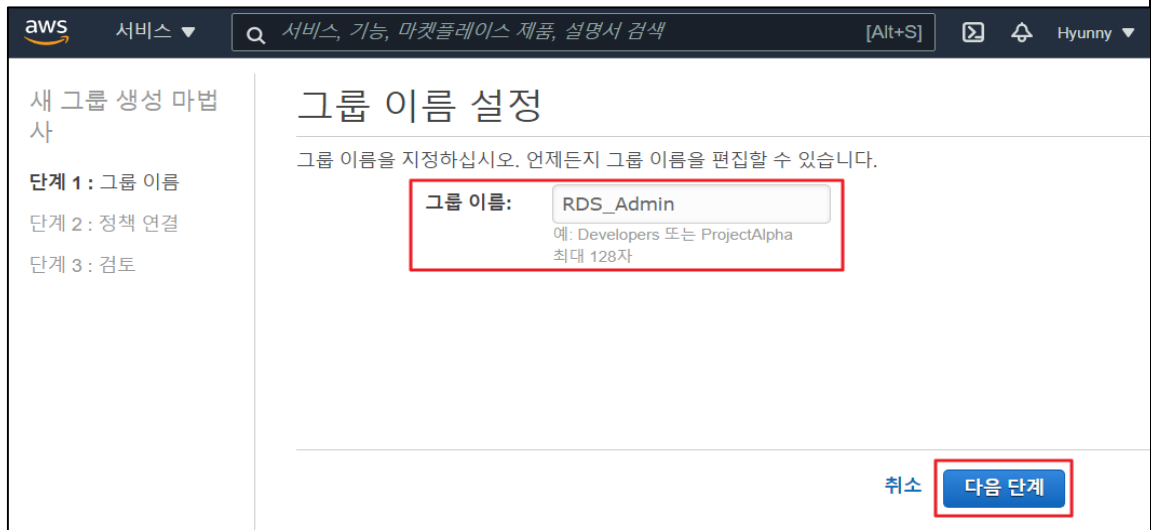 aws 서비스 ▼ 서비스, 기능, 마켓플레이스 제품, 설명서 검색 [Alt+S] Hyunny ▼
새 그룹 생성 마법
사
단계 1 : 그룹 이름
단계 2 : 정책 연결
단계 3 : 검토
그룹 이름 설정
그룹 이름을 지정하십시오. 언제든지 그룹 이름을 편집할 수 있습니다.
그룹 이름: RDS_Admin
예: Developers 또는 ProjectAlpha
최대 128자
취소 다음 단계